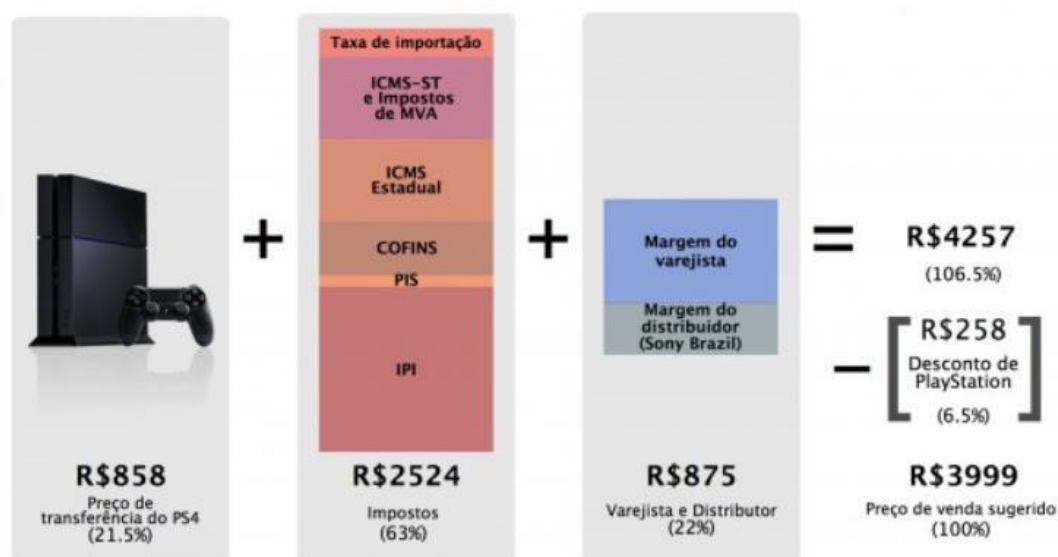 R$858
Preço de
transferência do PS4
(21.5%)
+
Taxa de importação
ICMS-ST
e Impostos
de MVA
ICMS
Estadual
COFINS
PIS
IPI
R$2524
Impostos
(63%)
+
Margem do
varejista
Margem do
distribuidor
(Sony Brazil)
R$875
Varejista e Distributor
(22%)
=
R$4257
(106.5%)
−
[R$258
Desconto de
PlayStation
(6.5%)]
R$3999
Preço de venda sugerido
(100%)